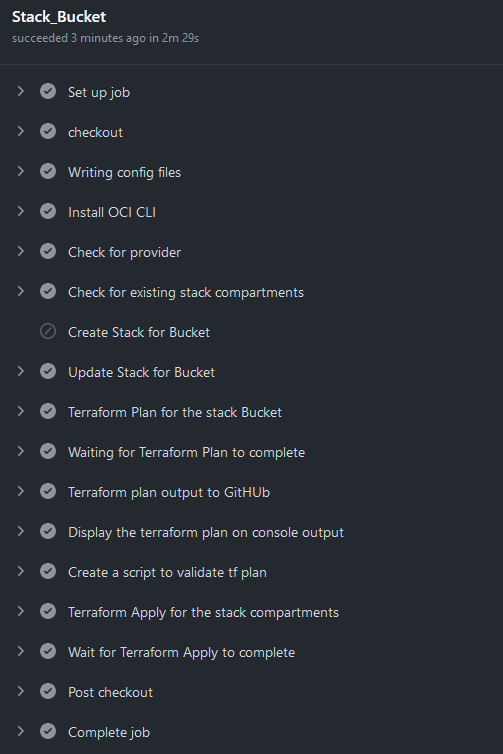 Stack_Bucket
succeeded 3 minutes ago in 2m 29s
Set up job
checkout
Writing config files
Install OCI CLI
Check for provider
Check for existing stack compartments
Create Stack for Bucket
Update Stack for Bucket
Terraform Plan for the stack Bucket
Waiting for Terraform Plan to complete
Terraform plan output to GitHUb
Display the terraform plan on console output
Create a script to validate tf plan
Terraform Apply for the stack compartments
Wait for Terraform Apply to complete
Post checkout
Complete job